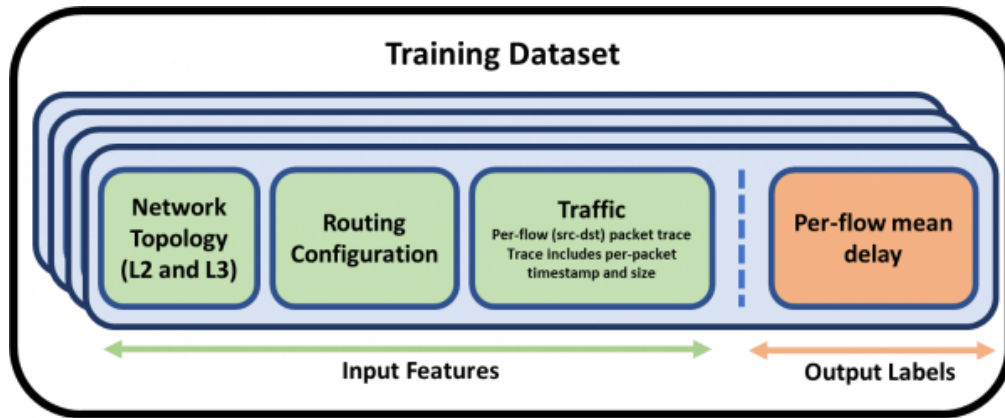 Training Dataset
Network
Topology
(L2 and L3)
Routing
Configuration
Traffic
Per-flow (src-dst) packet trace
Trace includes per-packet
timestamp and size
Per-flow mean
delay
Input Features
Output Labels